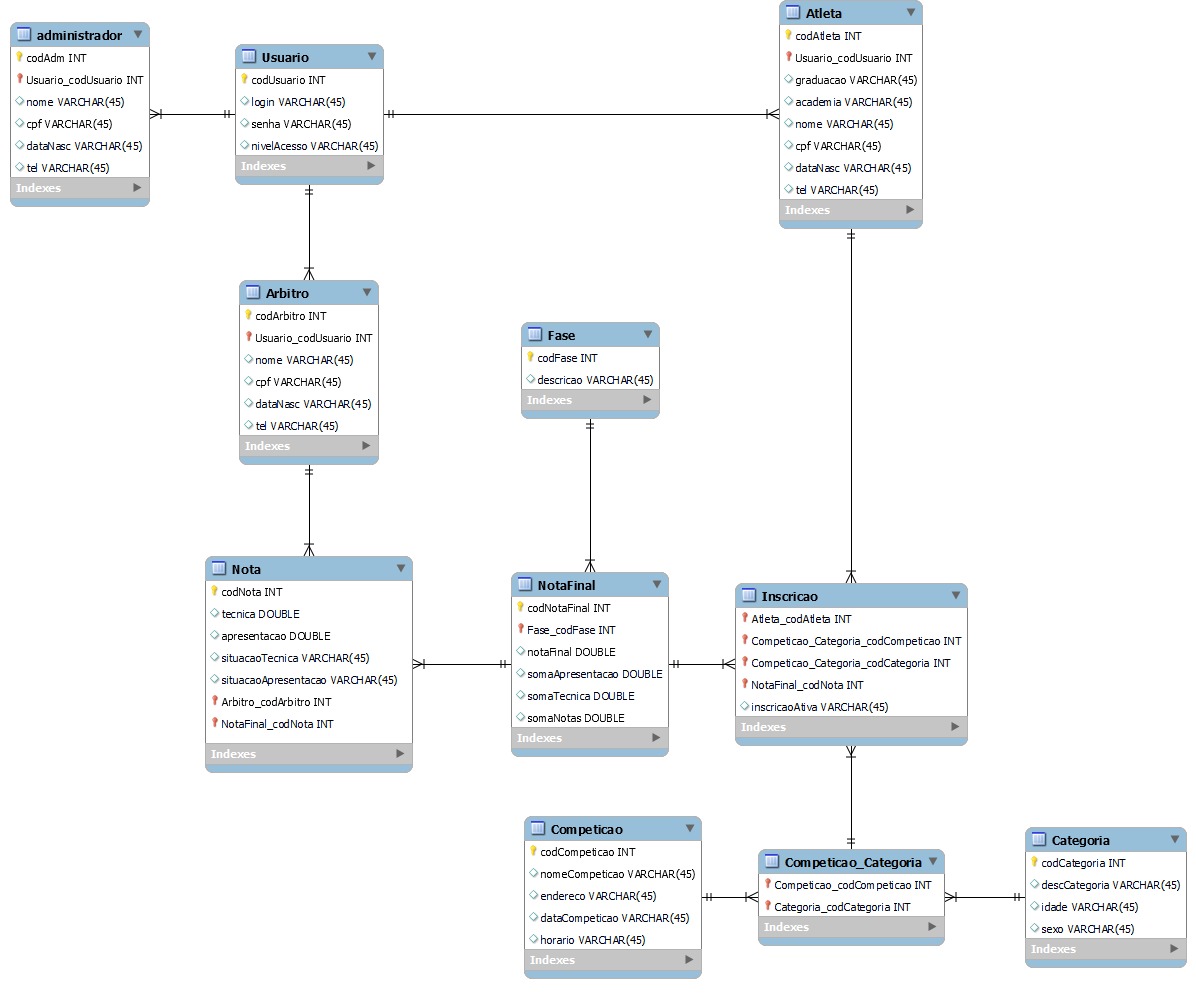 administrador
codAdm INT
Usuario_codUsuario INT
nome VARCHAR(45)
cpf VARCHAR(45)
dataNasc VARCHAR(45)
tel VARCHAR(45)
Indexes
Usuario
codUsuario INT
login VARCHAR(45)
senha VARCHAR(45)
nivelAcesso VARCHAR(45)
Indexes
Atleta
codAtleta INT
Usuario_codUsuario INT
graduacao VARCHAR(45)
academia VARCHAR(45)
nome VARCHAR(45)
cpf VARCHAR(45)
dataNasc VARCHAR(45)
tel VARCHAR(45)
Indexes
Arbitro
codArbitro INT
Usuario_codUsuario INT
nome VARCHAR(45)
cpf VARCHAR(45)
dataNasc VARCHAR(45)
tel VARCHAR(45)
Indexes
Fase
codFase INT
descricao VARCHAR(45)
Indexes
Nota
codNota INT
tecnica DOUBLE
apresentacao DOUBLE
situacaoTecnica VARCHAR(45)
situacaoApresentacao VARCHAR(45)
Arbitro_codArbitro INT
NotaFinal_codNota INT
Indexes
NotaFinal
codNotaFinal INT
Fase_codFase INT
notaFinal DOUBLE
somaApresentacao DOUBLE
somaTecnica DOUBLE
somaNotas DOUBLE
Indexes
Inscricao
Atleta_codAtleta INT
Competicao_Categoria_codCompeticao INT
Competicao_Categoria_codCategoria INT
NotaFinal_codNota INT
inscricaoAtiva VARCHAR(45)
Indexes
Competicao
codCompeticao INT
nomeCompeticao VARCHAR(45)
endereco VARCHAR(45)
dataCompeticao VARCHAR(45)
horario VARCHAR(45)
Indexes
Competicao_Categoria
Competicao_codCompeticao INT
Categoria_codCategoria INT
Indexes
Categoria
codCategoria INT
descCategoria VARCHAR(45)
idade VARCHAR(45)
sexo VARCHAR(45)
Indexes